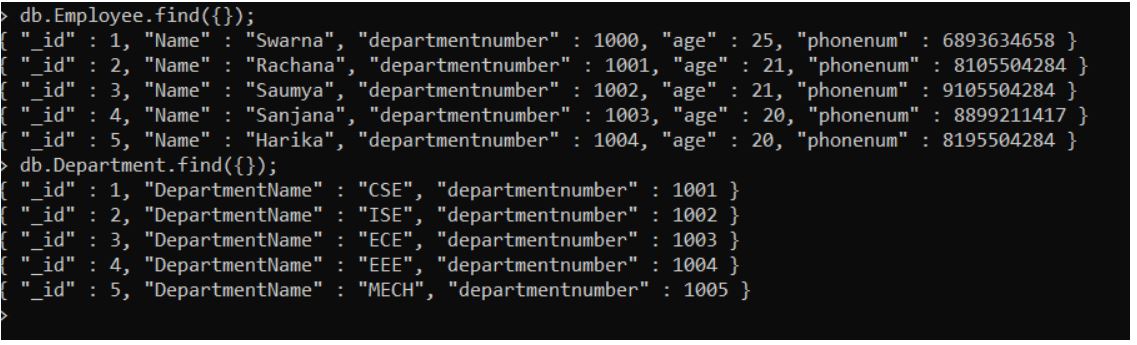 > db.Employee.find({});
{ "_id" : 1, "Name" : "Swarna", "departmentnumber" : 1000, "age" : 25, "phonenum" : 6893634658 }
{ "_id" : 2, "Name" : "Rachana", "departmentnumber" : 1001, "age" : 21, "phonenum" : 8105504284 }
{ "_id" : 3, "Name" : "Saumya", "departmentnumber" : 1002, "age" : 21, "phonenum" : 9105504284 }
{ "_id" : 4, "Name" : "Sanjana", "departmentnumber" : 1003, "age" : 20, "phonenum" : 8899211417 }
{ "_id" : 5, "Name" : "Harika", "departmentnumber" : 1004, "age" : 20, "phonenum" : 8195504284 }
> db.Department.find({});
{ "_id" : 1, "DepartmentName" : "CSE", "departmentnumber" : 1001 }
{ "_id" : 2, "DepartmentName" : "ISE", "departmentnumber" : 1002 }
{ "_id" : 3, "DepartmentName" : "ECE", "departmentnumber" : 1003 }
{ "_id" : 4, "DepartmentName" : "EEE", "departmentnumber" : 1004 }
{ "_id" : 5, "DepartmentName" : "MECH", "departmentnumber" : 1005 }
>